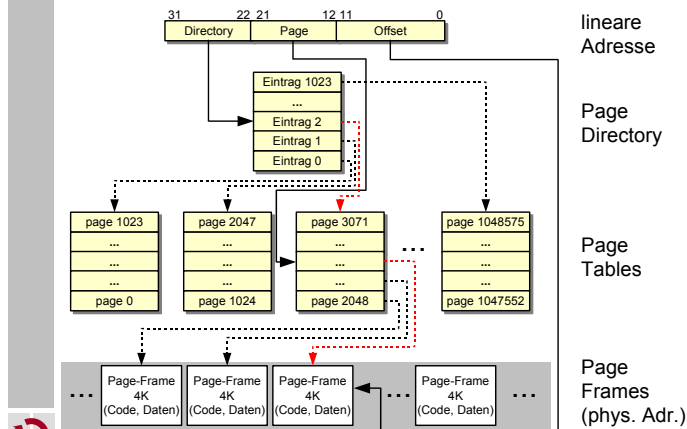 31 22 21 12 11 0
Directory Page Offset
lineare
Adresse
Eintrag 1023
...
Eintrag 2
Eintrag 1
Eintrag 0
Page
Directory
page 1023 page 2047 page 3071 page 1048575
... ... ... ...
... ... ... ... ...
... ... ... ...
page 0 page 1024 page 2048 page 1047552
Page
Tables
... Page-Frame Page-Frame Page-Frame ... Page-Frame ...
4K 4K 4K 4K
(Code, Daten) (Code, Daten) (Code, Daten) (Code, Daten)
Page
Frames
(phys. Adr.)